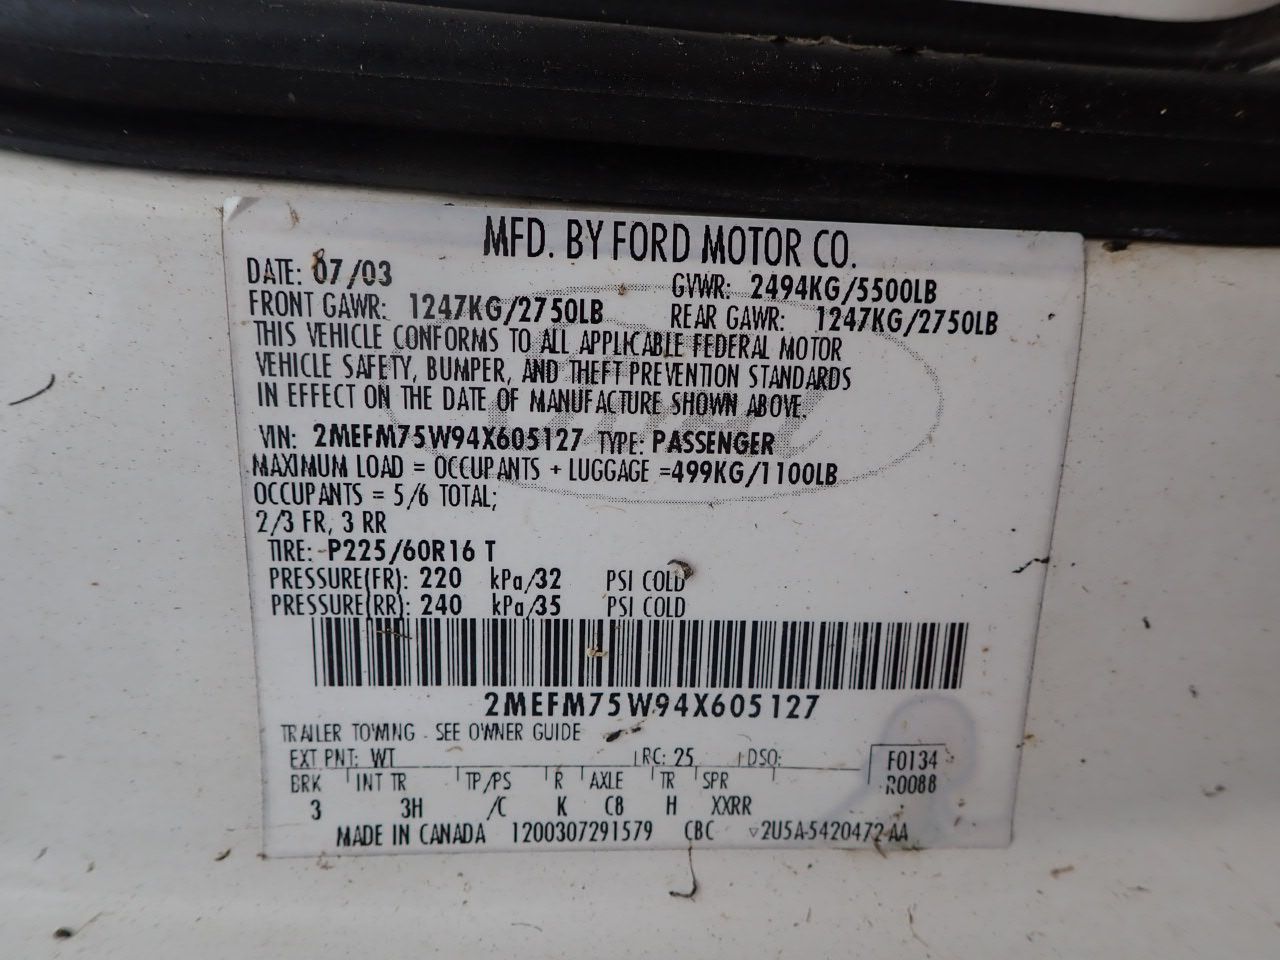 MFD. BY FORD MOTOR CO.
DATE: 07/03 GVWR: 2494KG/5500LB
FRONT GAWR: 1247KG/2750LB REAR GAWR: 1247KG/2750LB
THIS VEHICLE CONFORMS TO ALL APPLICABLE FEDERAL MOTOR
VEHICLE SAFETY, BUMPER, AND THEFT PREVENTION STANDARDS
IN EFFECT ON THE DATE OF MANUFACTURE SHOWN ABOVE.
VIN: 2MEFM75W94X605127 TYPE: PASSENGER
MAXIMUM LOAD = OCCUPANTS + LUGGAGE =499KG/1100LB
OCCUPANTS = 5/6 TOTAL;
2/3 FR, 3 RR
TIRE: P225/60R16 T
PRESSURE(FR): 220 kPa/32 PSI COLD
PRESSURE(RR): 240 kPa/35 PSI COLD
2MEFM75W94X605127
TRAILER TOWING - SEE OWNER GUIDE
EXT PNT: WT RC: 25 DSO: F0134
BRK INT TR TP/PS R AXLE TR SPR R0088
3 3H /C K C8 H XXRR
MADE IN CANADA 1200307291579 CBC ▽2U5A-5420472-AA